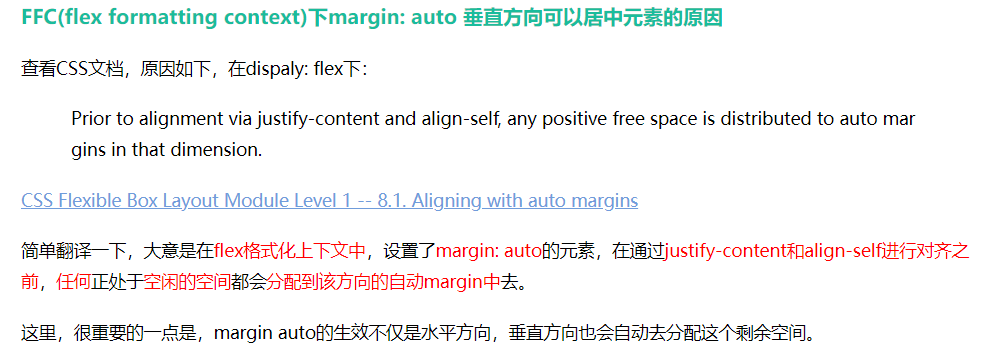 FFC(flex formatting context)下margin: auto 垂直方向可以居中元素的原因
查看CSS文档，原因如下，在dispaly: flex下：
Prior to alignment via justify-content and align-self, any positive free space is distributed to auto mar
gins in that dimension.
CSS Flexible Box Layout Module Level 1 -- 8.1. Aligning with auto margins
简单翻译一下，大意是在flex格式化上下文中，设置了margin: auto的元素，在通过justify-content和align-self进行对齐之
前，任何正处于空闲的空间都会分配到该方向的自动margin中去。
这里，很重要的一点是，margin auto的生效不仅是水平方向，垂直方向也会自动去分配这个剩余空间。